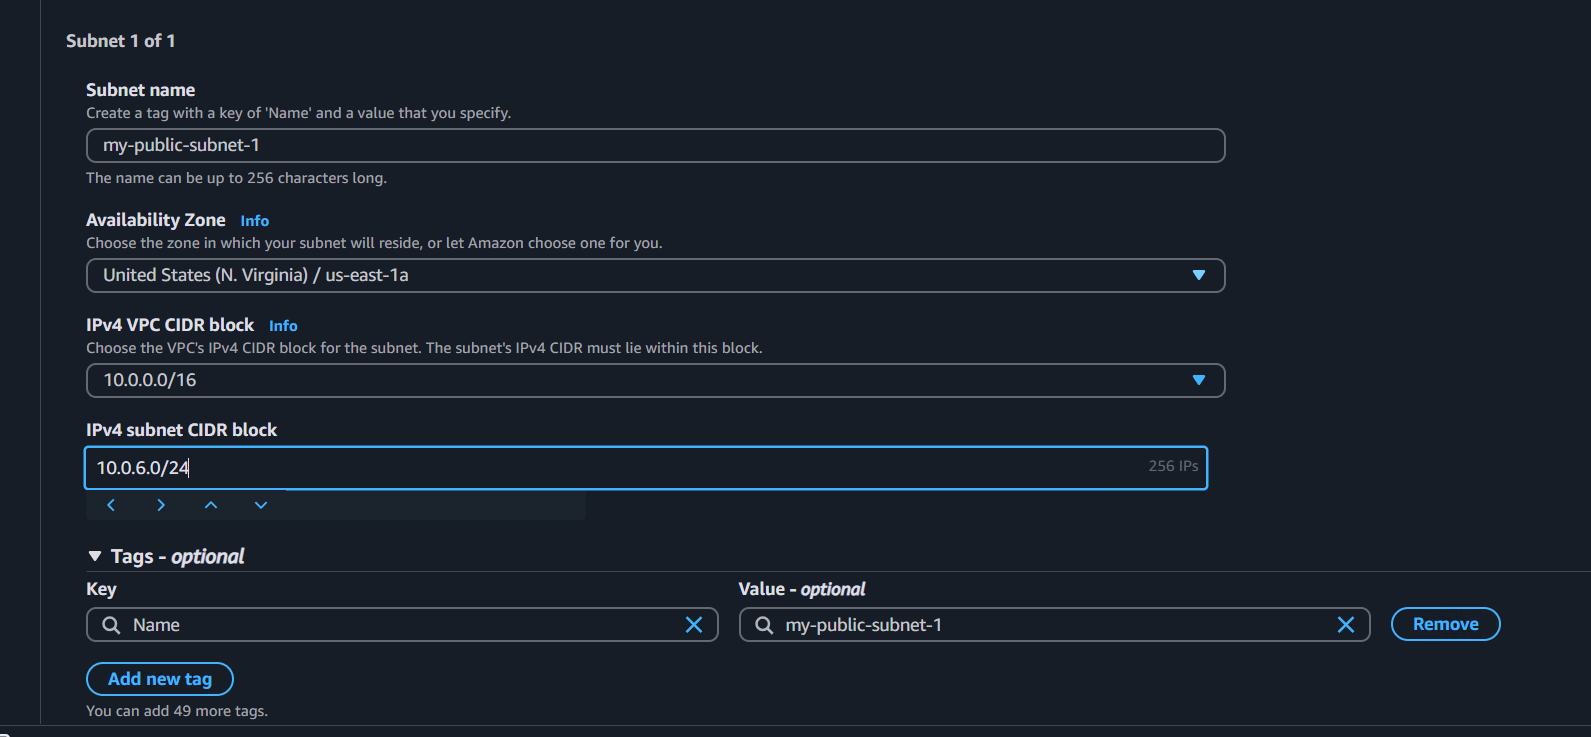 Subnet 1 of 1
Subnet name
Create a tag with a key of 'Name' and a value that you specify.
my-public-subnet-1
The name can be up to 256 characters long.
Availability Zone Info
Choose the zone in which your subnet will reside, or let Amazon choose one for you.
United States (N. Virginia) / us-east-1a
IPv4 VPC CIDR block Info
Choose the VPC's IPv4 CIDR block for the subnet. The subnet's IPv4 CIDR must lie within this block.
10.0.0.0/16
IPv4 subnet CIDR block
10.0.6.0/24 256 IPs
Tags - optional
Key Value - optional
Name my-public-subnet-1 Remove
Add new tag
You can add 49 more tags.